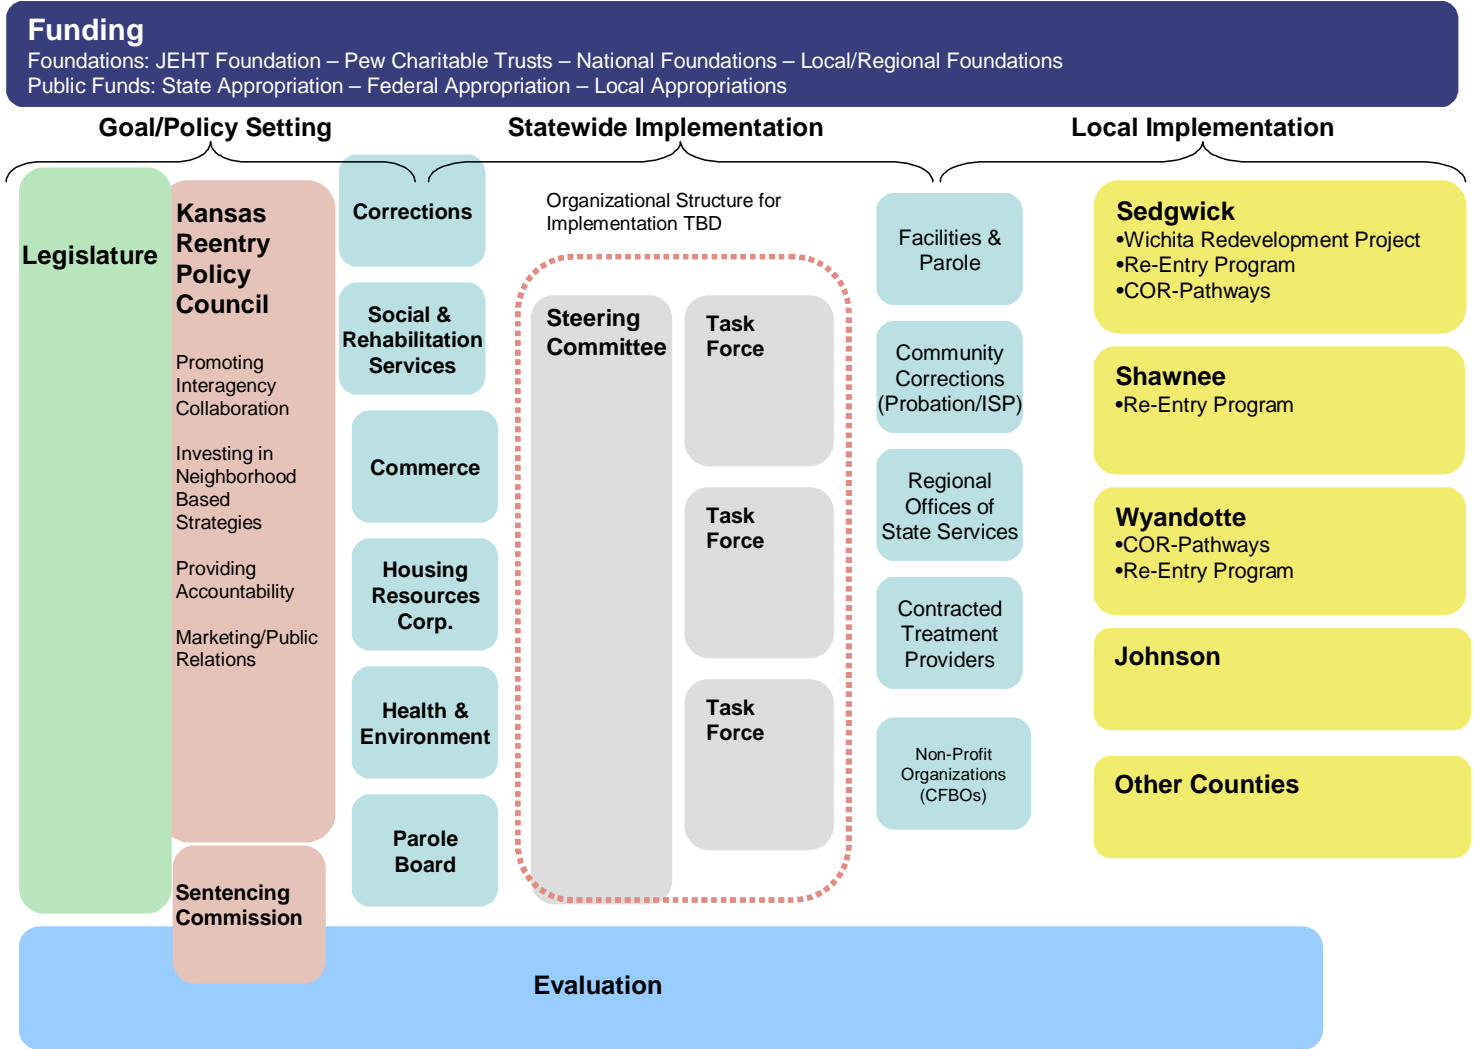 Funding
Foundations: JEHT Foundation – Pew Charitable Trusts – National Foundations – Local/Regional Foundations
Public Funds: State Appropriation – Federal Appropriation – Local Appropriations
Goal/Policy Setting
Statewide Implementation
Local Implementation
Legislature
Kansas
Reentry
Policy
Council
Promoting
Interagency
Collaboration
Investing in
Neighborhood
Based
Strategies
Providing
Accountability
Marketing/Public
Relations
Sentencing
Commission
Corrections
Social &
Rehabilitation
Services
Commerce
Housing
Resources
Corp.
Health &
Environment
Parole
Board
Organizational Structure for
Implementation TBD
Steering
Committee
Task
Force
Task
Force
Task
Force
Facilities &
Parole
Community
Corrections
(Probation/ISP)
Regional
Offices of
State Services
Contracted
Treatment
Providers
Non-Profit
Organizations
(CFBOs)
Sedgwick
•Wichita Redevelopment Project
•Re-Entry Program
•COR-Pathways
Shawnee
•Re-Entry Program
Wyandotte
•COR-Pathways
•Re-Entry Program
Johnson
Other Counties
Evaluation